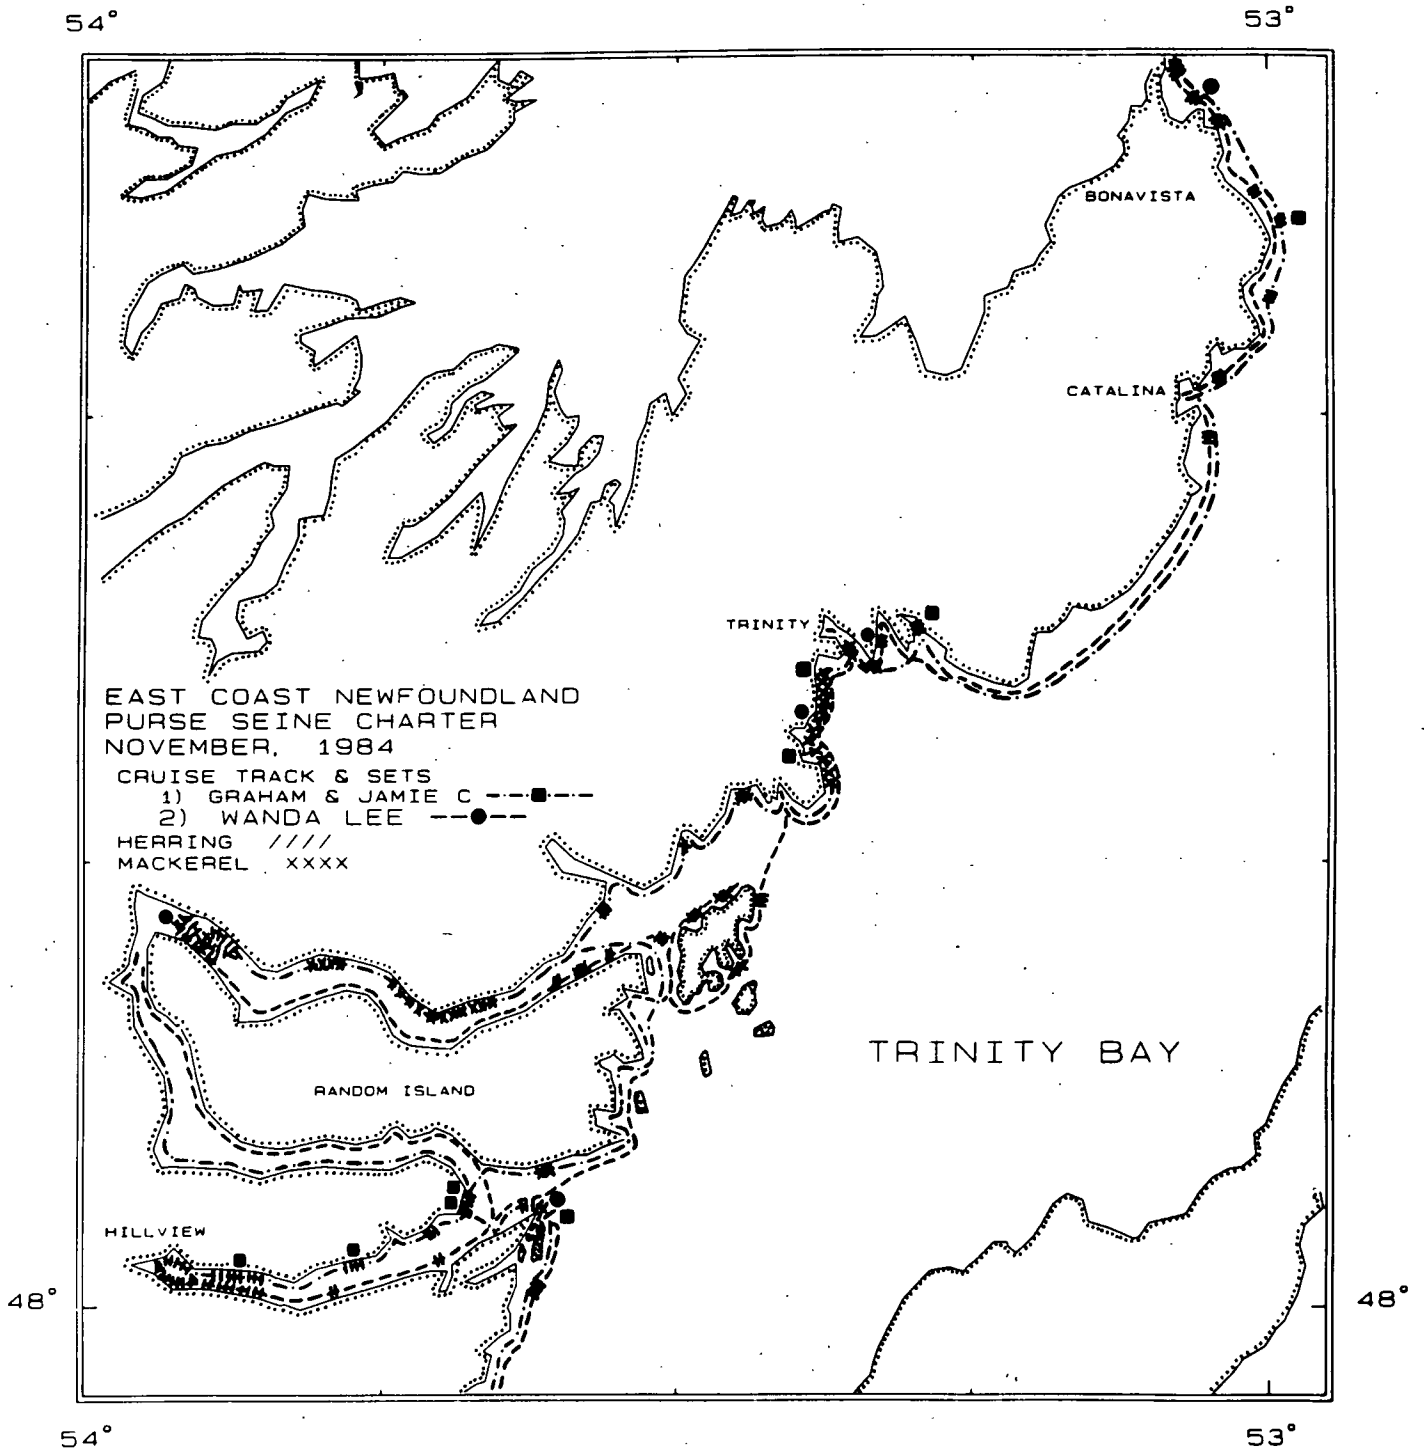 54° 53°
BONAVISTA
CATALINA
TRINITY
EAST COAST NEWFOUNDLAND
PURSE SEINE CHARTER
NOVEMBER, 1984
CRUISE TRACK & SETS
1) GRAHAM & JAMIE C
2) WANDA LEE
HERRING ////
MACKEREL XXXX
TRINITY BAY
RANDOM ISLAND
HILLVIEW
48° 48°
54° 53°